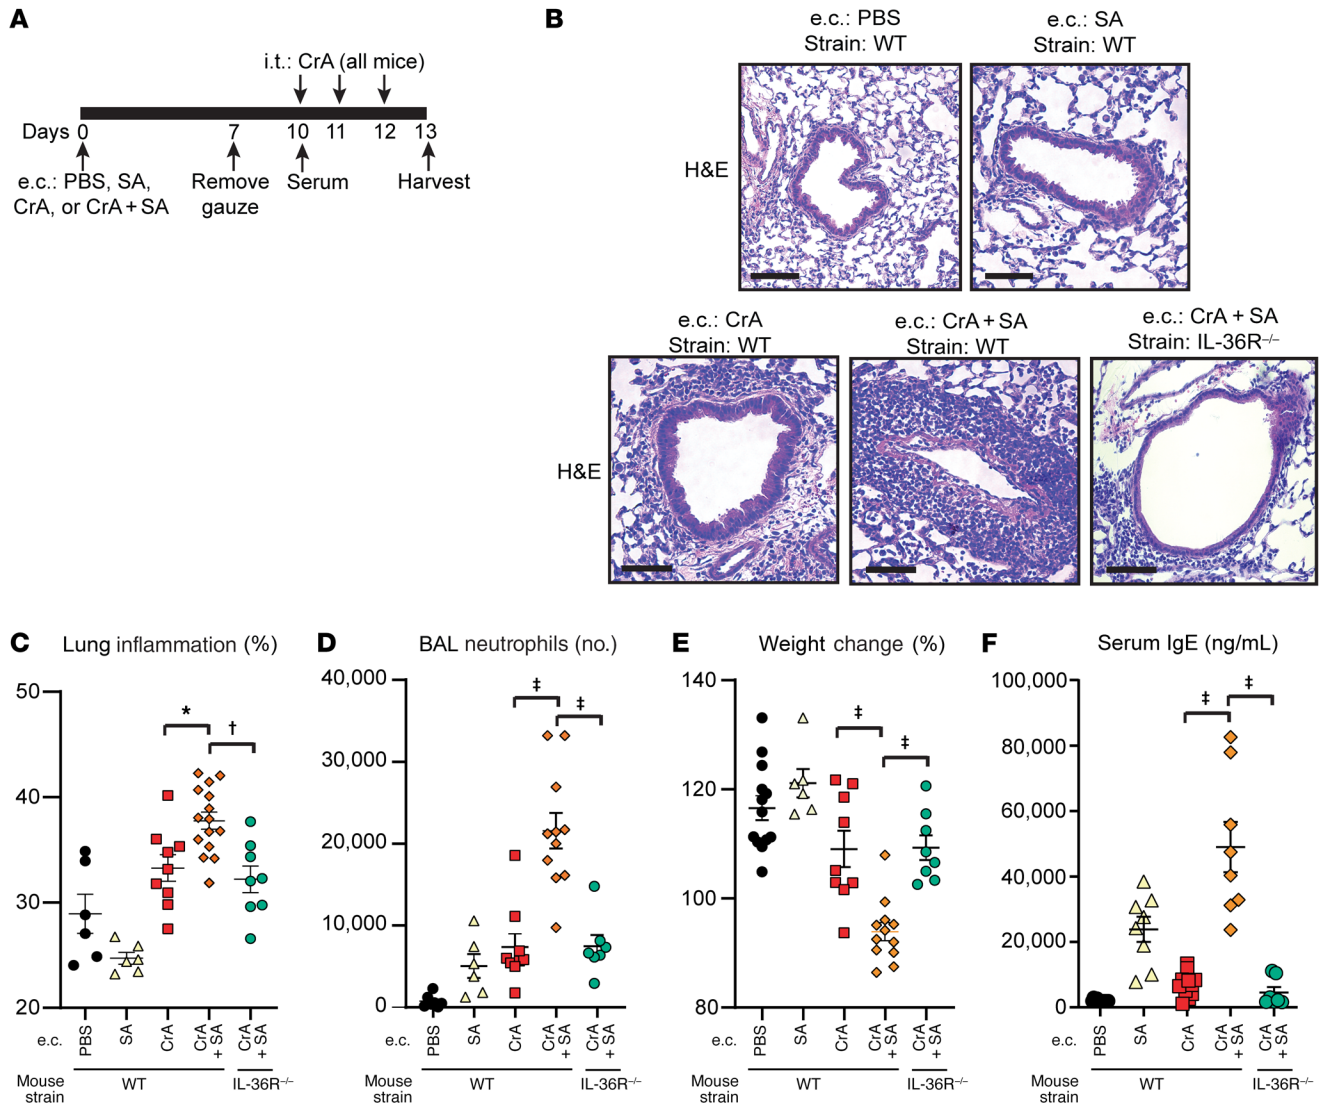 A
i.t.: CrA (all mice)
Days 0 7 10 11 12 13
e.c.: PBS, SA,
CrA, or CrA + SA
Remove
gauze
Serum
Harvest
B
e.c.: PBS
Strain: WT
e.c.: SA
Strain: WT
H&E
e.c.: CrA
Strain: WT
e.c.: CrA + SA
Strain: WT
e.c.: CrA + SA
Strain: IL-36R–/–
H&E
C Lung inflammation (%)
50
40
30
20
* †
e.c. PBS SA CrA CrA + SA CrA + SA
Mouse strain WT IL-36R–/–
D BAL neutrophils (no.)
40,000
30,000
20,000
10,000
0
‡ ‡
e.c. PBS SA CrA CrA + SA CrA + SA
Mouse strain WT IL-36R–/–
E Weight change (%)
140
120
100
80
‡ ‡
e.c. PBS SA CrA CrA + SA CrA + SA
Mouse strain WT IL-36R–/–
F Serum IgE (ng/mL)
100,000
80,000
60,000
40,000
20,000
0
‡ ‡
e.c. PBS SA CrA CrA + SA CrA + SA
Mouse strain WT IL-36R–/–